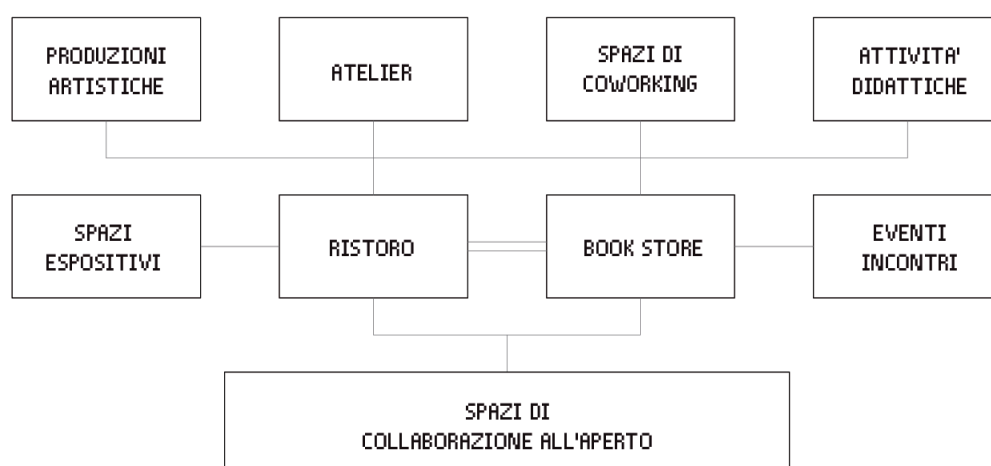 PRODUZIONI
ARTISTICHE
ATELIER
SPAZI DI
COWORKING
ATTIVITA'
DIDATTICHE
SPAZI
ESPOSITIVI
RISTORO
BOOK STORE
EVENTI
INCONTRI
SPAZI DI
COLLABORAZIONE ALL'APERTO